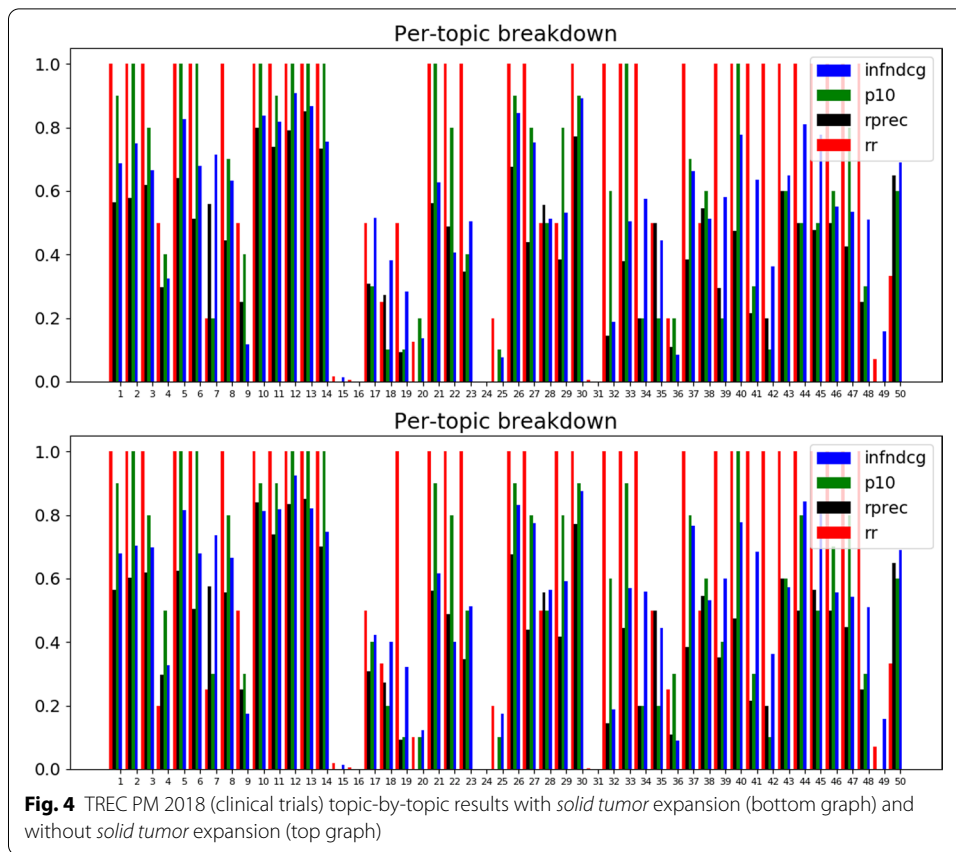 Per-topic breakdown
1.0
0.8
0.6
0.4
0.2
0.0
infndcg
p10
rprec
rr
1 2 3 4 5 6 7 8 9 10 11 12 13 14 15 16 17 18 19 20 21 22 23 24 25 26 27 28 29 30 31 32 33 34 35 36 37 38 39 40 41 42 43 44 45 46 47 48 49 50
Per-topic breakdown
1.0
0.8
0.6
0.4
0.2
0.0
infndcg
p10
rprec
rr
1 2 3 4 5 6 7 8 9 10 11 12 13 14 15 16 17 18 19 20 21 22 23 24 25 26 27 28 29 30 31 32 33 34 35 36 37 38 39 40 41 42 43 44 45 46 47 48 49 50
Fig. 4 TREC PM 2018 (clinical trials) topic-by-topic results with solid tumor expansion (bottom graph) and
without solid tumor expansion (top graph)